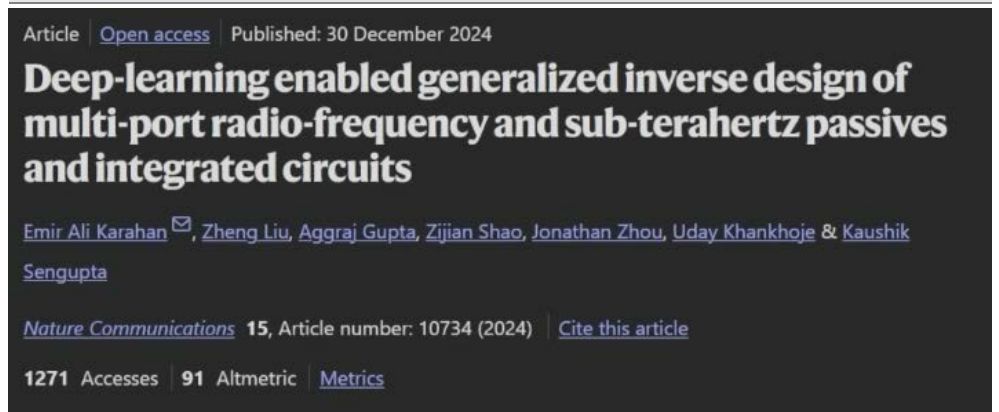 Article Open access Published: 30 December 2024
Deep-learning enabled generalized inverse design of
multi-port radio-frequency and sub-terahertz passives
and integrated circuits
Emir Ali Karahan, Zheng Liu, Aggraj Gupta, Zijian Shao, Jonathan Zhou, Uday Khankhoje & Kaushik
Sengupta
Nature Communications 15, Article number: 10734 (2024) Cite this article
1271 Accesses 91 Altmetric Metrics